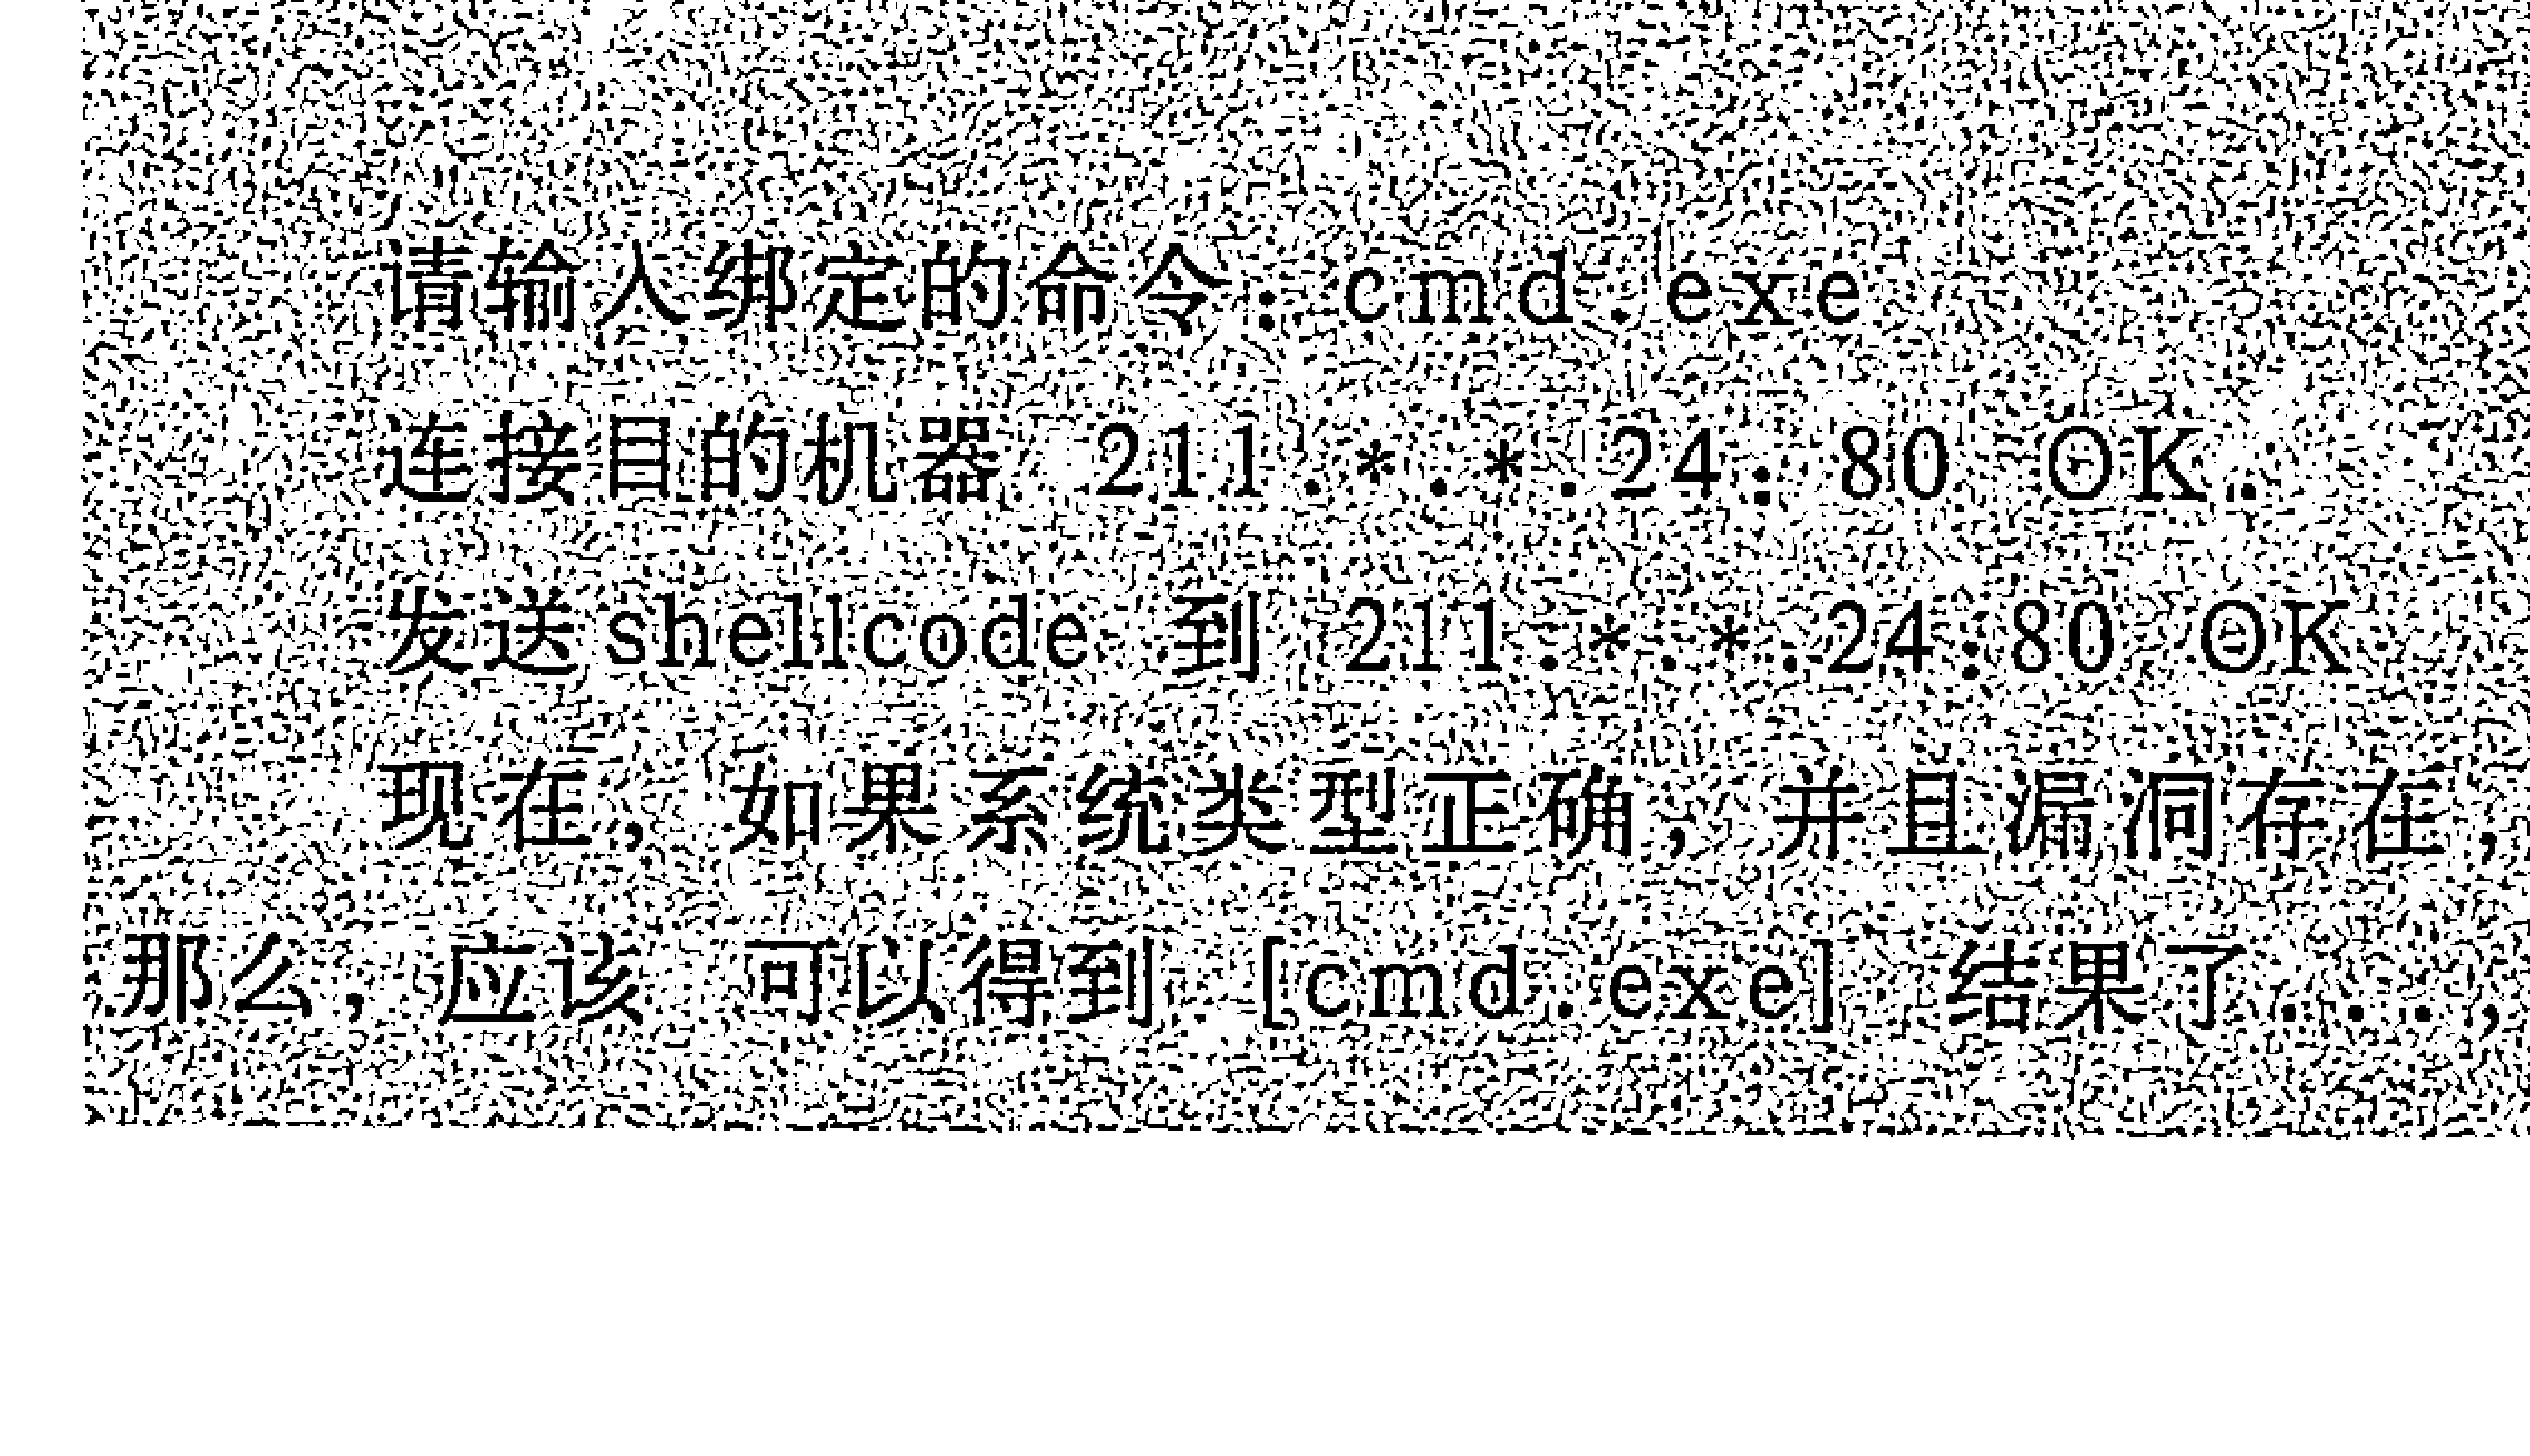 请输入绑定的命令: cmd.exe
连接目的机器 211.*.*.24: 80 OK.
发送shellcode 到 211.*.*.24:80 OK
现在, 如果系统类型正确, 并且漏洞存在,
那么, 应该 可以得到 [cmd.exe] 结果了...,